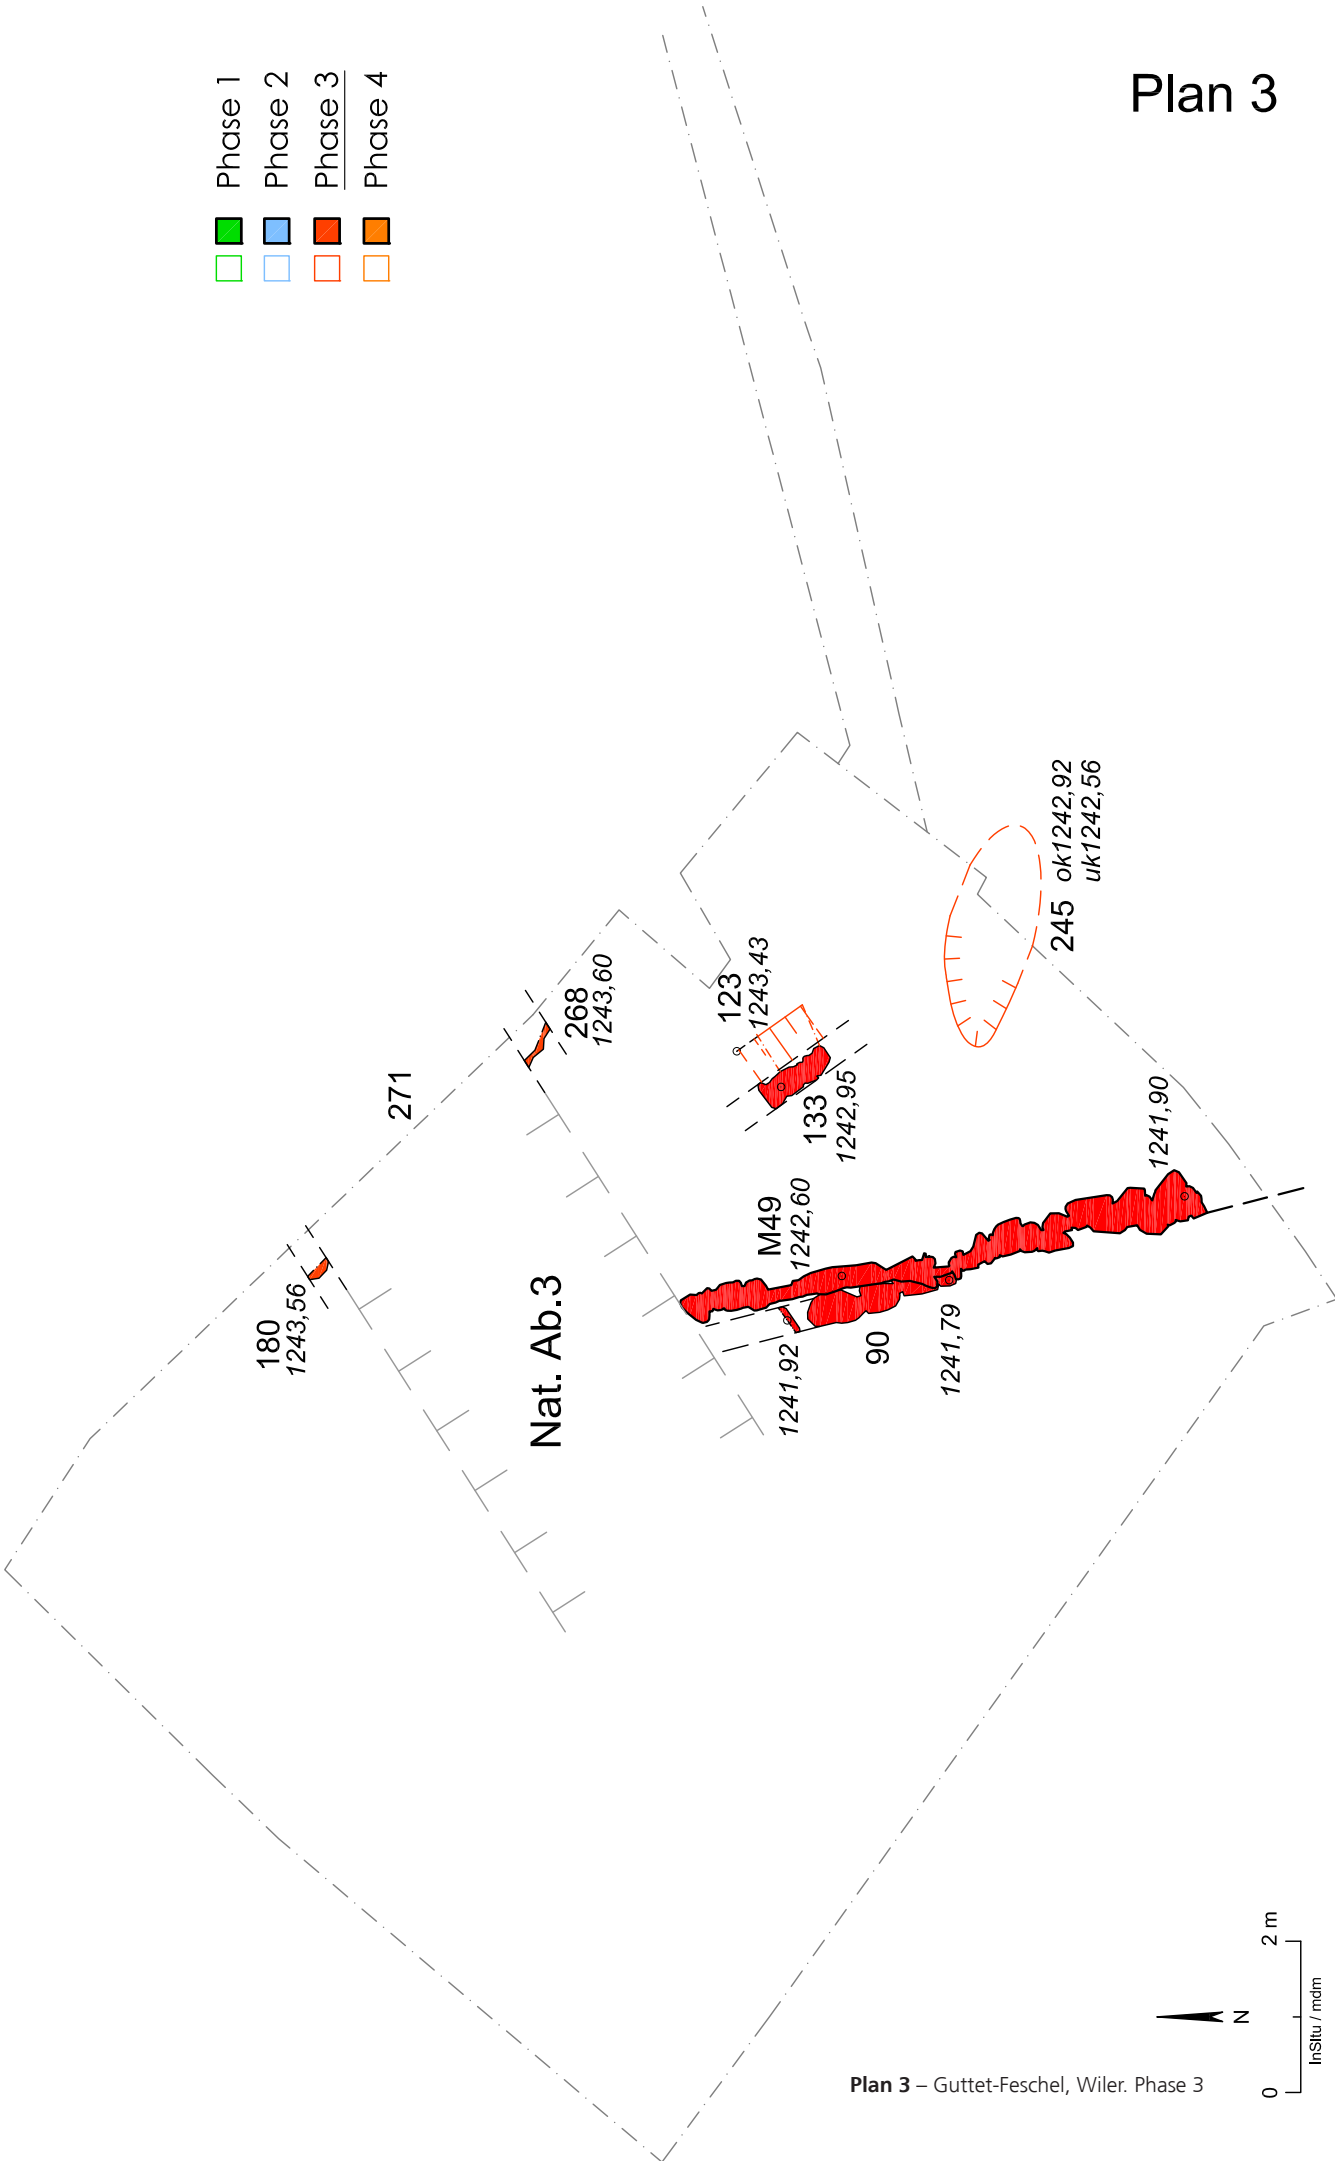 Plan 3
Phase 1
Phase 2
Phase 3
Phase 4
271
268
1243,60
180
1243,56
Nat. Ab.3
123
1243,43
133
1242,95
245
ok1242,92
uk1242,56
M49
1242,60
1241,90
90
1241,92
1241,79
N
0
2 m
InSItu / mdm
Plan 3 – Guttet-Feschel, Wiler. Phase 3